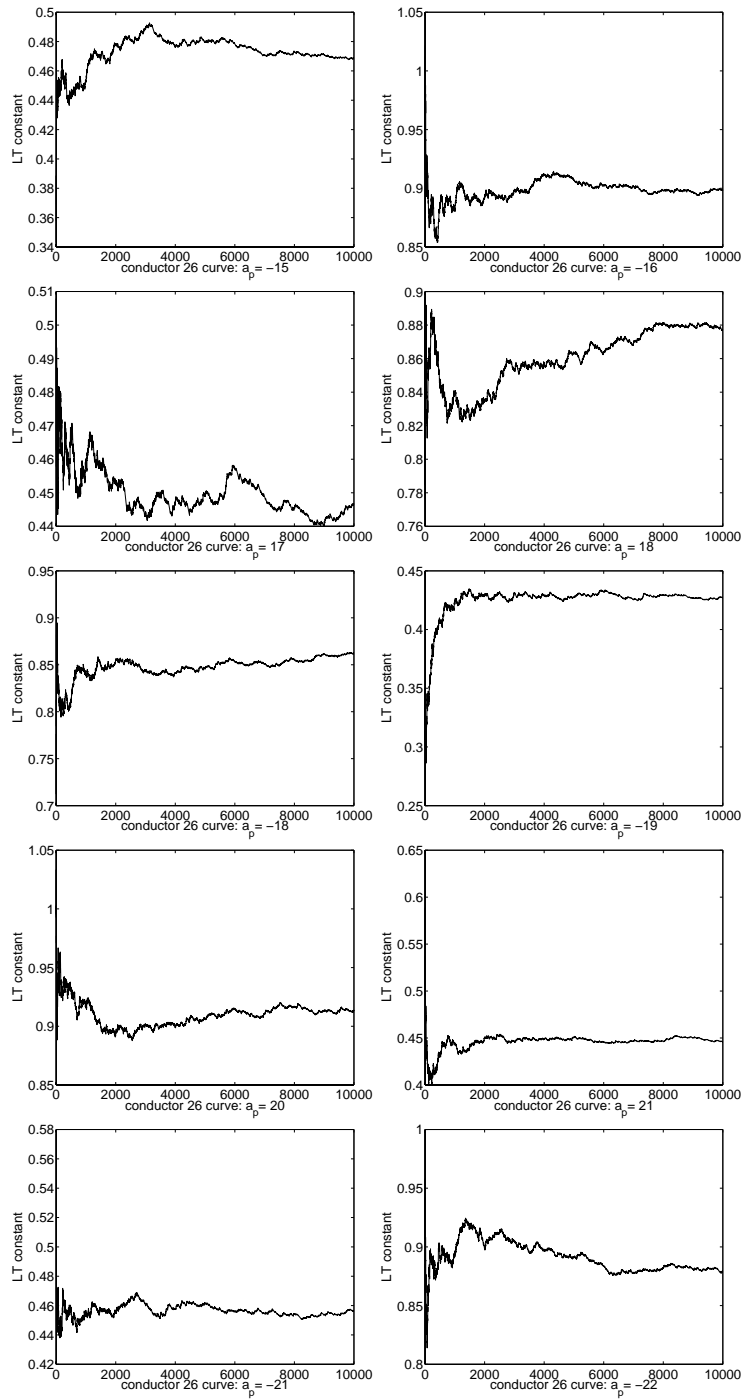 0.5
0.48
0.46
0.44
0.42
0.4
0.38
0.36
0.34
LT constant
0 2000 4000 6000 8000 10000
conductor 26 curve: a_p = −15
1.05
1
0.95
0.9
0.85
LT constant
0 2000 4000 6000 8000 10000
conductor 26 curve: a_p = −16
0.51
0.5
0.49
0.48
0.47
0.46
0.45
0.44
LT constant
0 2000 4000 6000 8000 10000
conductor 26 curve: a_p = 17
0.9
0.88
0.86
0.84
0.82
0.8
0.78
0.76
LT constant
0 2000 4000 6000 8000 10000
conductor 26 curve: a_p = 18
0.95
0.9
0.85
0.8
0.75
0.7
LT constant
0 2000 4000 6000 8000 10000
conductor 26 curve: a_p = −18
0.45
0.4
0.35
0.3
0.25
LT constant
0 2000 4000 6000 8000 10000
conductor 26 curve: a_p = −19
1.05
1
0.95
0.9
0.85
LT constant
0 2000 4000 6000 8000 10000
conductor 26 curve: a_p = 20
0.65
0.6
0.55
0.5
0.45
0.4
LT constant
0 2000 4000 6000 8000 10000
conductor 26 curve: a_p = 21
0.58
0.56
0.54
0.52
0.5
0.48
0.46
0.44
0.42
LT constant
0 2000 4000 6000 8000 10000
conductor 26 curve: a_p = −21
1
0.95
0.9
0.85
0.8
LT constant
0 2000 4000 6000 8000 10000
conductor 26 curve: a_p = −22